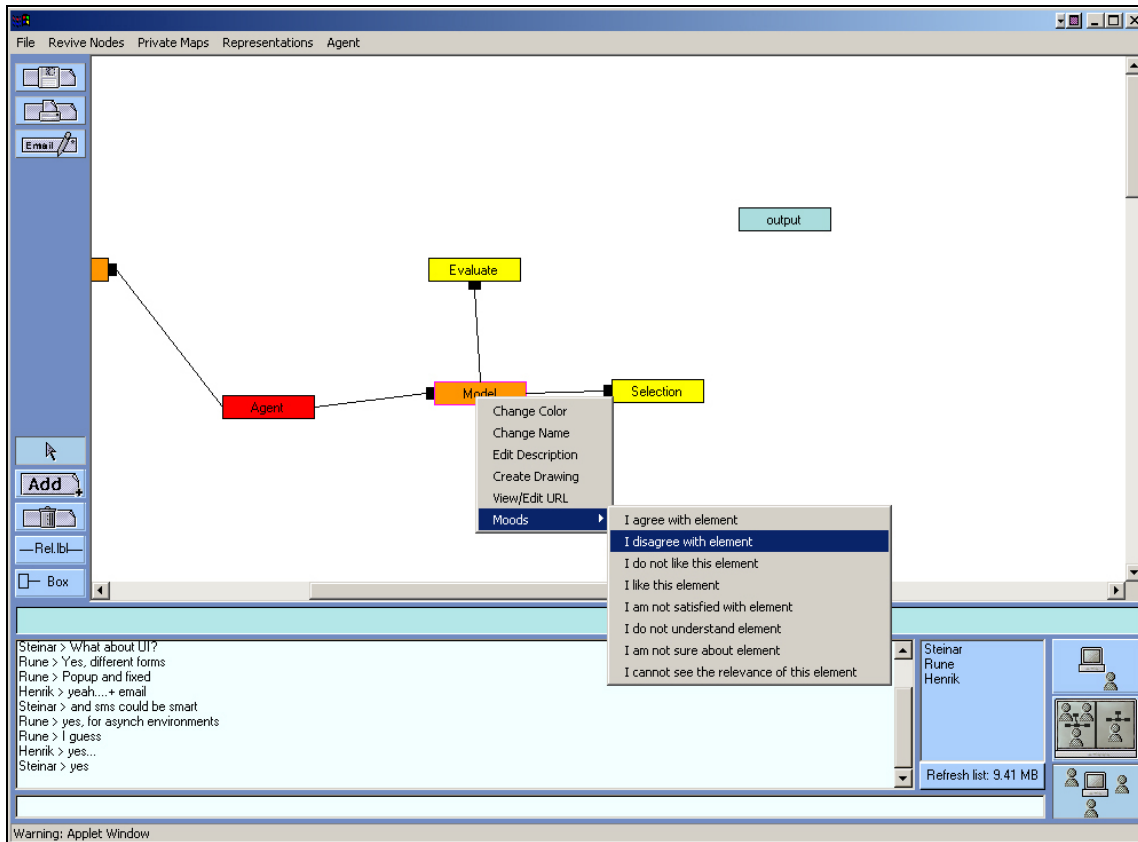 File Revive Nodes Private Maps Representations Agent
Email
output
Evaluate
Agent
Model
Selection
Change Color
Change Name
Edit Description
Create Drawing
View/Edit URL
Moods
I agree with element
I disagree with element
I do not like this element
I like this element
I am not satisfied with element
I do not understand element
I am not sure about element
I cannot see the relevance of this element
Add
Rel.lbl
Box
Steinar > What about UI?
Rune > Yes, different forms
Rune > Popup and fixed
Henrik > yeah....+ email
Steinar > and sms could be smart
Rune > yes, for asynch environments
Rune > I guess
Henrik > yes...
Steinar > yes
Steinar
Rune
Henrik
Refresh list: 9.41 MB
Warning: Applet Window